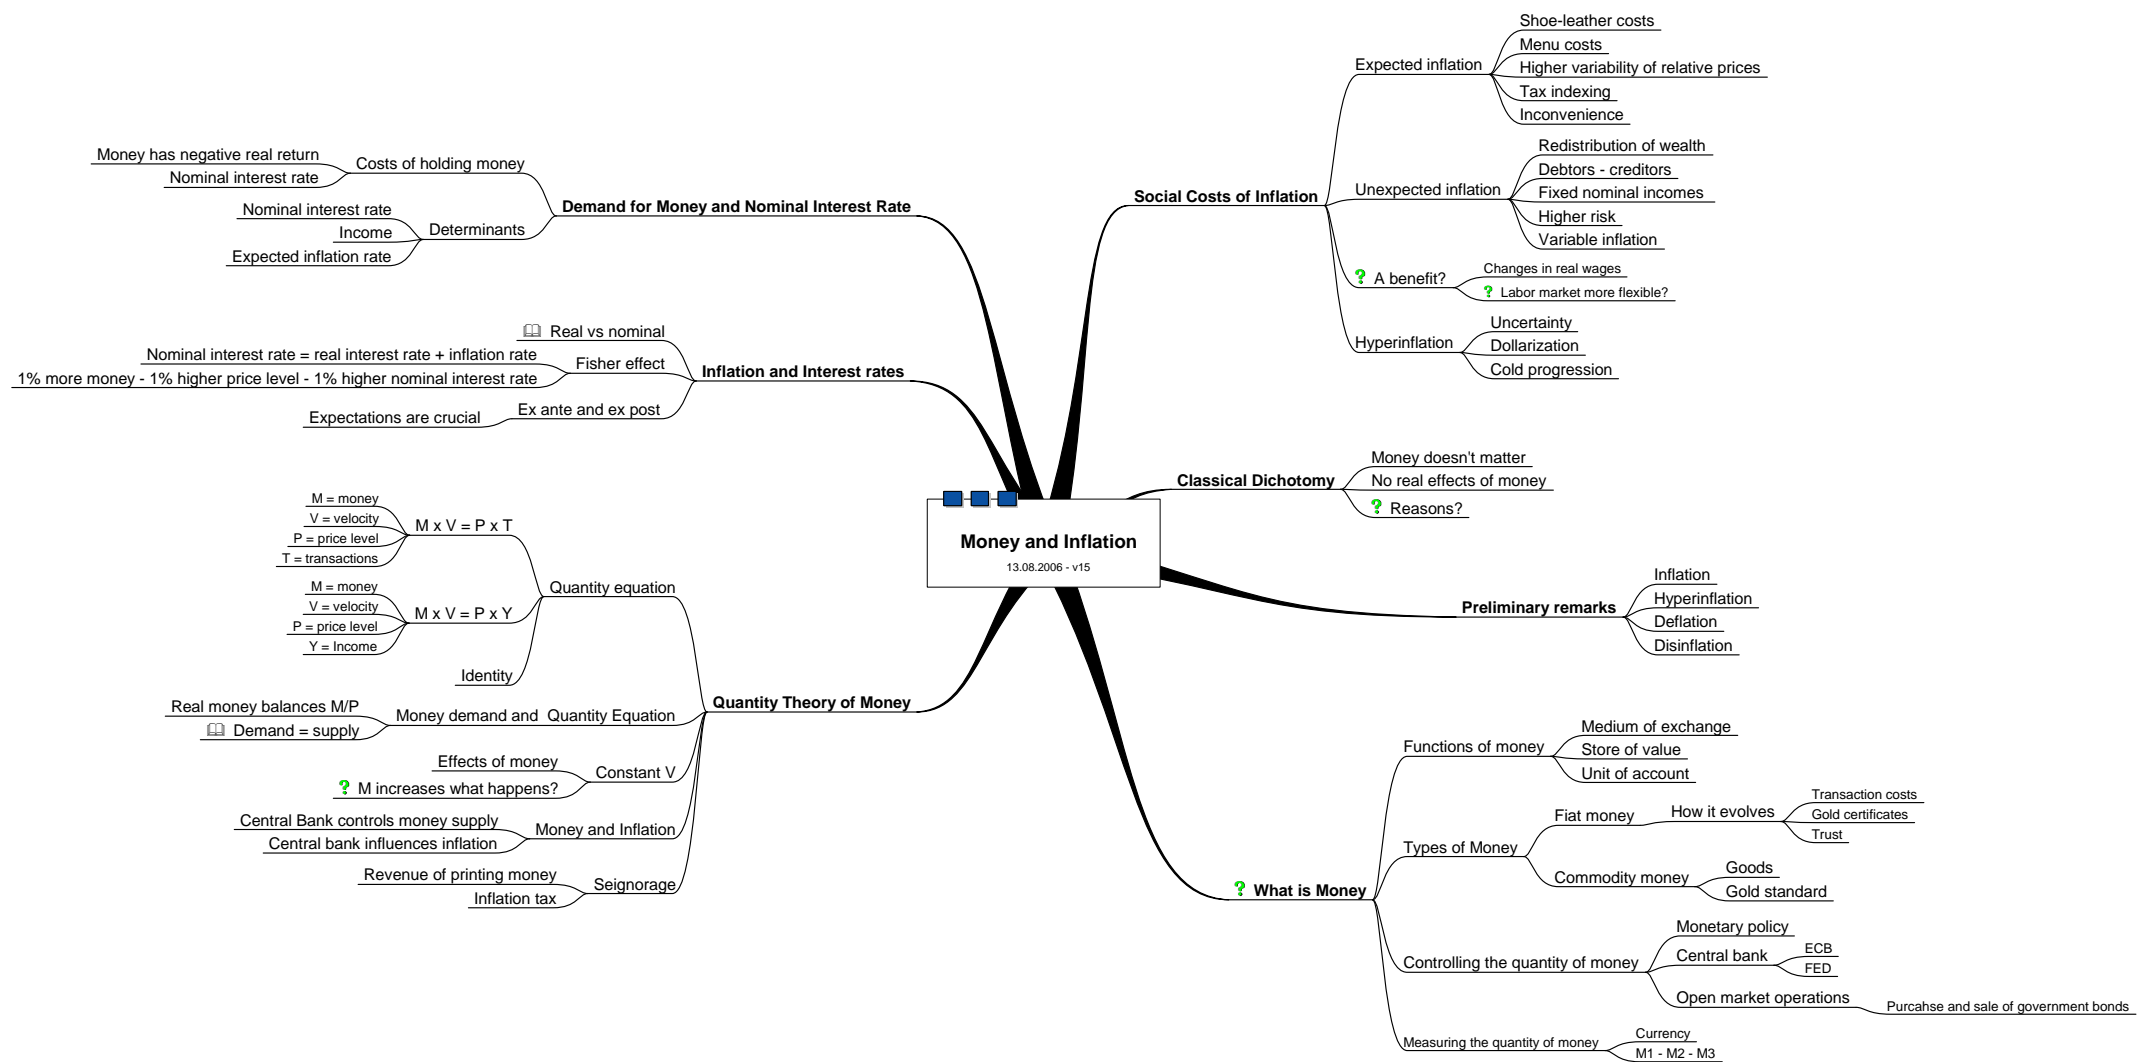 Money and Inflation
13.08.2006 - v15
Social Costs of Inflation
Expected inflation
Shoe-leather costs
Menu costs
Higher variability of relative prices
Tax indexing
Inconvenience
Unexpected inflation
Redistribution of wealth
Debtors - creditors
Fixed nominal incomes
Higher risk
Variable inflation
? A benefit?
Changes in real wages
? Labor market more flexible?
Hyperinflation
Uncertainty
Dollarization
Cold progression
Classical Dichotomy
Money doesn't matter
No real effects of money
? Reasons?
Preliminary remarks
Inflation
Hyperinflation
Deflation
Disinflation
? What is Money
Functions of money
Medium of exchange
Store of value
Unit of account
Types of Money
Fiat money
How it evolves
Transaction costs
Gold certificates
Trust
Commodity money
Goods
Gold standard
Controlling the quantity of money
Monetary policy
Central bank
ECB
FED
Open market operations
Purcahse and sale of government bonds
Measuring the quantity of money
Currency
M1 - M2 - M3
Demand for Money and Nominal Interest Rate
Costs of holding money
Money has negative real return
Nominal interest rate
Determinants
Nominal interest rate
Income
Expected inflation rate
Inflation and Interest rates
Real vs nominal
Fisher effect
Nominal interest rate = real interest rate + inflation rate
1% more money - 1% higher price level - 1% higher nominal interest rate
Ex ante and ex post
Expectations are crucial
Quantity Theory of Money
Quantity equation
M x V = P x T
M = money
V = velocity
P = price level
T = transactions
M x V = P x Y
M = money
V = velocity
P = price level
Y = Income
Identity
Money demand and  Quantity Equation
Real money balances M/P
Demand = supply
Constant V
Effects of money
? M increases what happens?
Money and Inflation
Central Bank controls money supply
Central bank influences inflation
Seignorage
Revenue of printing money
Inflation tax